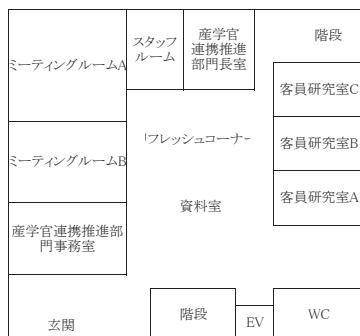 ミーティングルームA
スタッフ
ルーム
産学官
連携推進
部門長室
階段
客員研究室C
ミーティングルームB
リフレッシュコーナー
客員研究室B
資料室
客員研究室A
産学官連携推進部
門事務室
玄関
階段
EV
WC